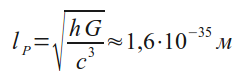 l_P = √(hG/c³) ≈ 1,6·10⁻³⁵ м